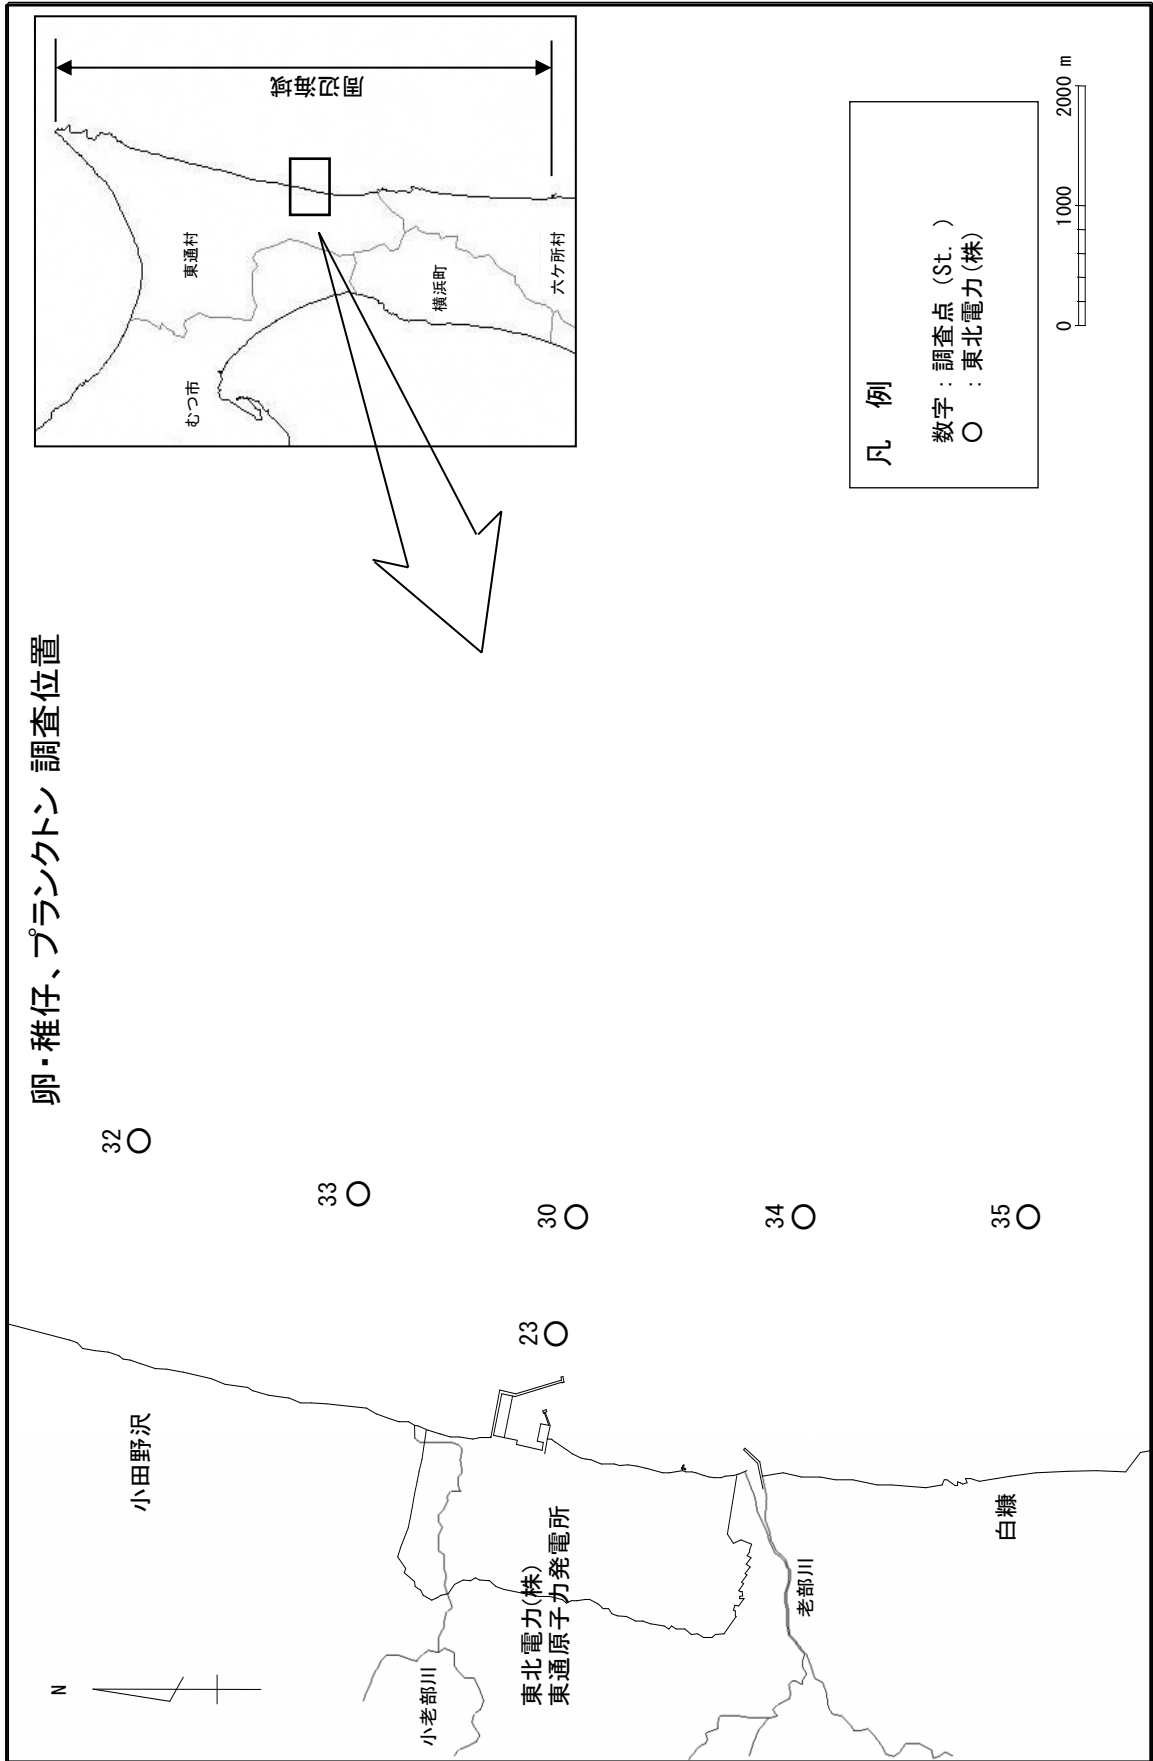 卵・稚仔、プランクトン 調査位置
周辺海域
むつ市
東通村
横浜町
六ケ所村
N
小田野沢
32
33
23
30
34
35
小老部川
東北電力(株)
東通原子力発電所
老部川
白糠
凡 例
数字：調査点 (St. )
○ ：東北電力(株)
0 1000 2000 m